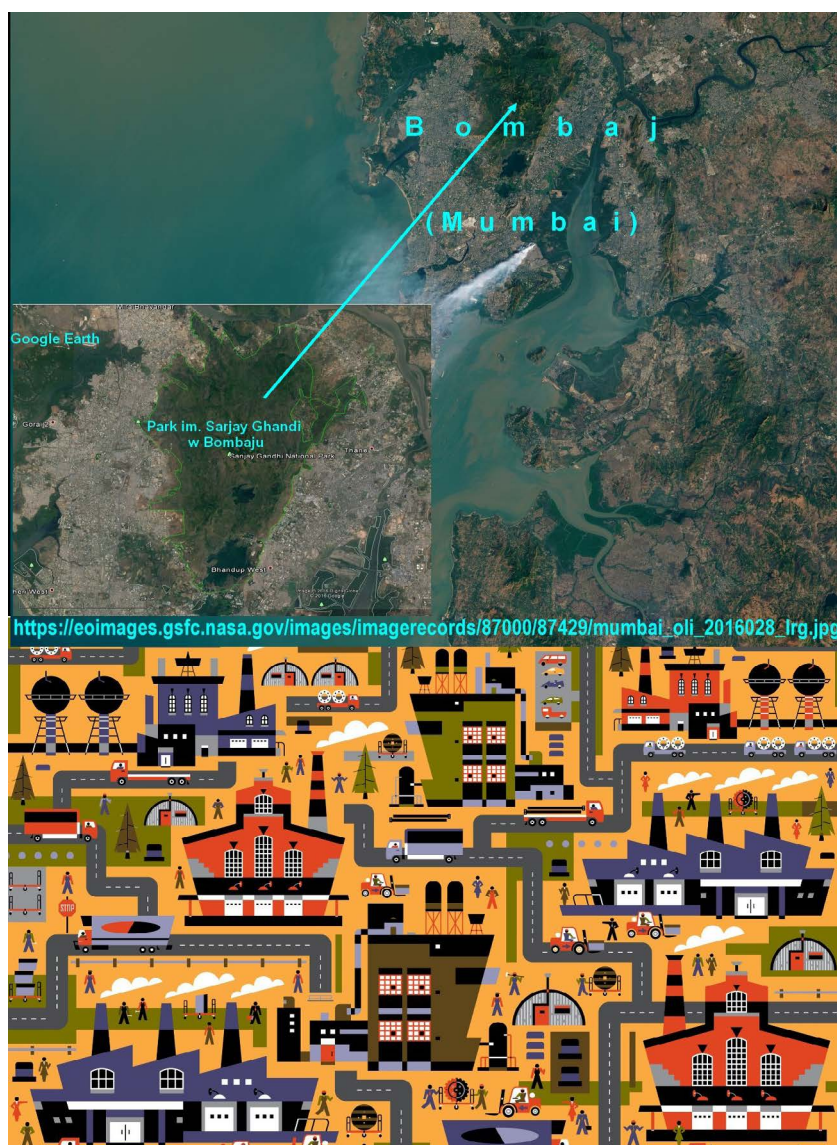 B o m b a j
(M u m b a i)
Google Earth
Gorai
Park im. Sarjay Ghandi
w Bombaju
Sanjay Gandhi National Park
Thane
Bhandup West
https://eoimages.gsfc.nasa.gov/images/imagerecords/87000/87429/mumbai_oli_2016028_lrg.jpg
STOP